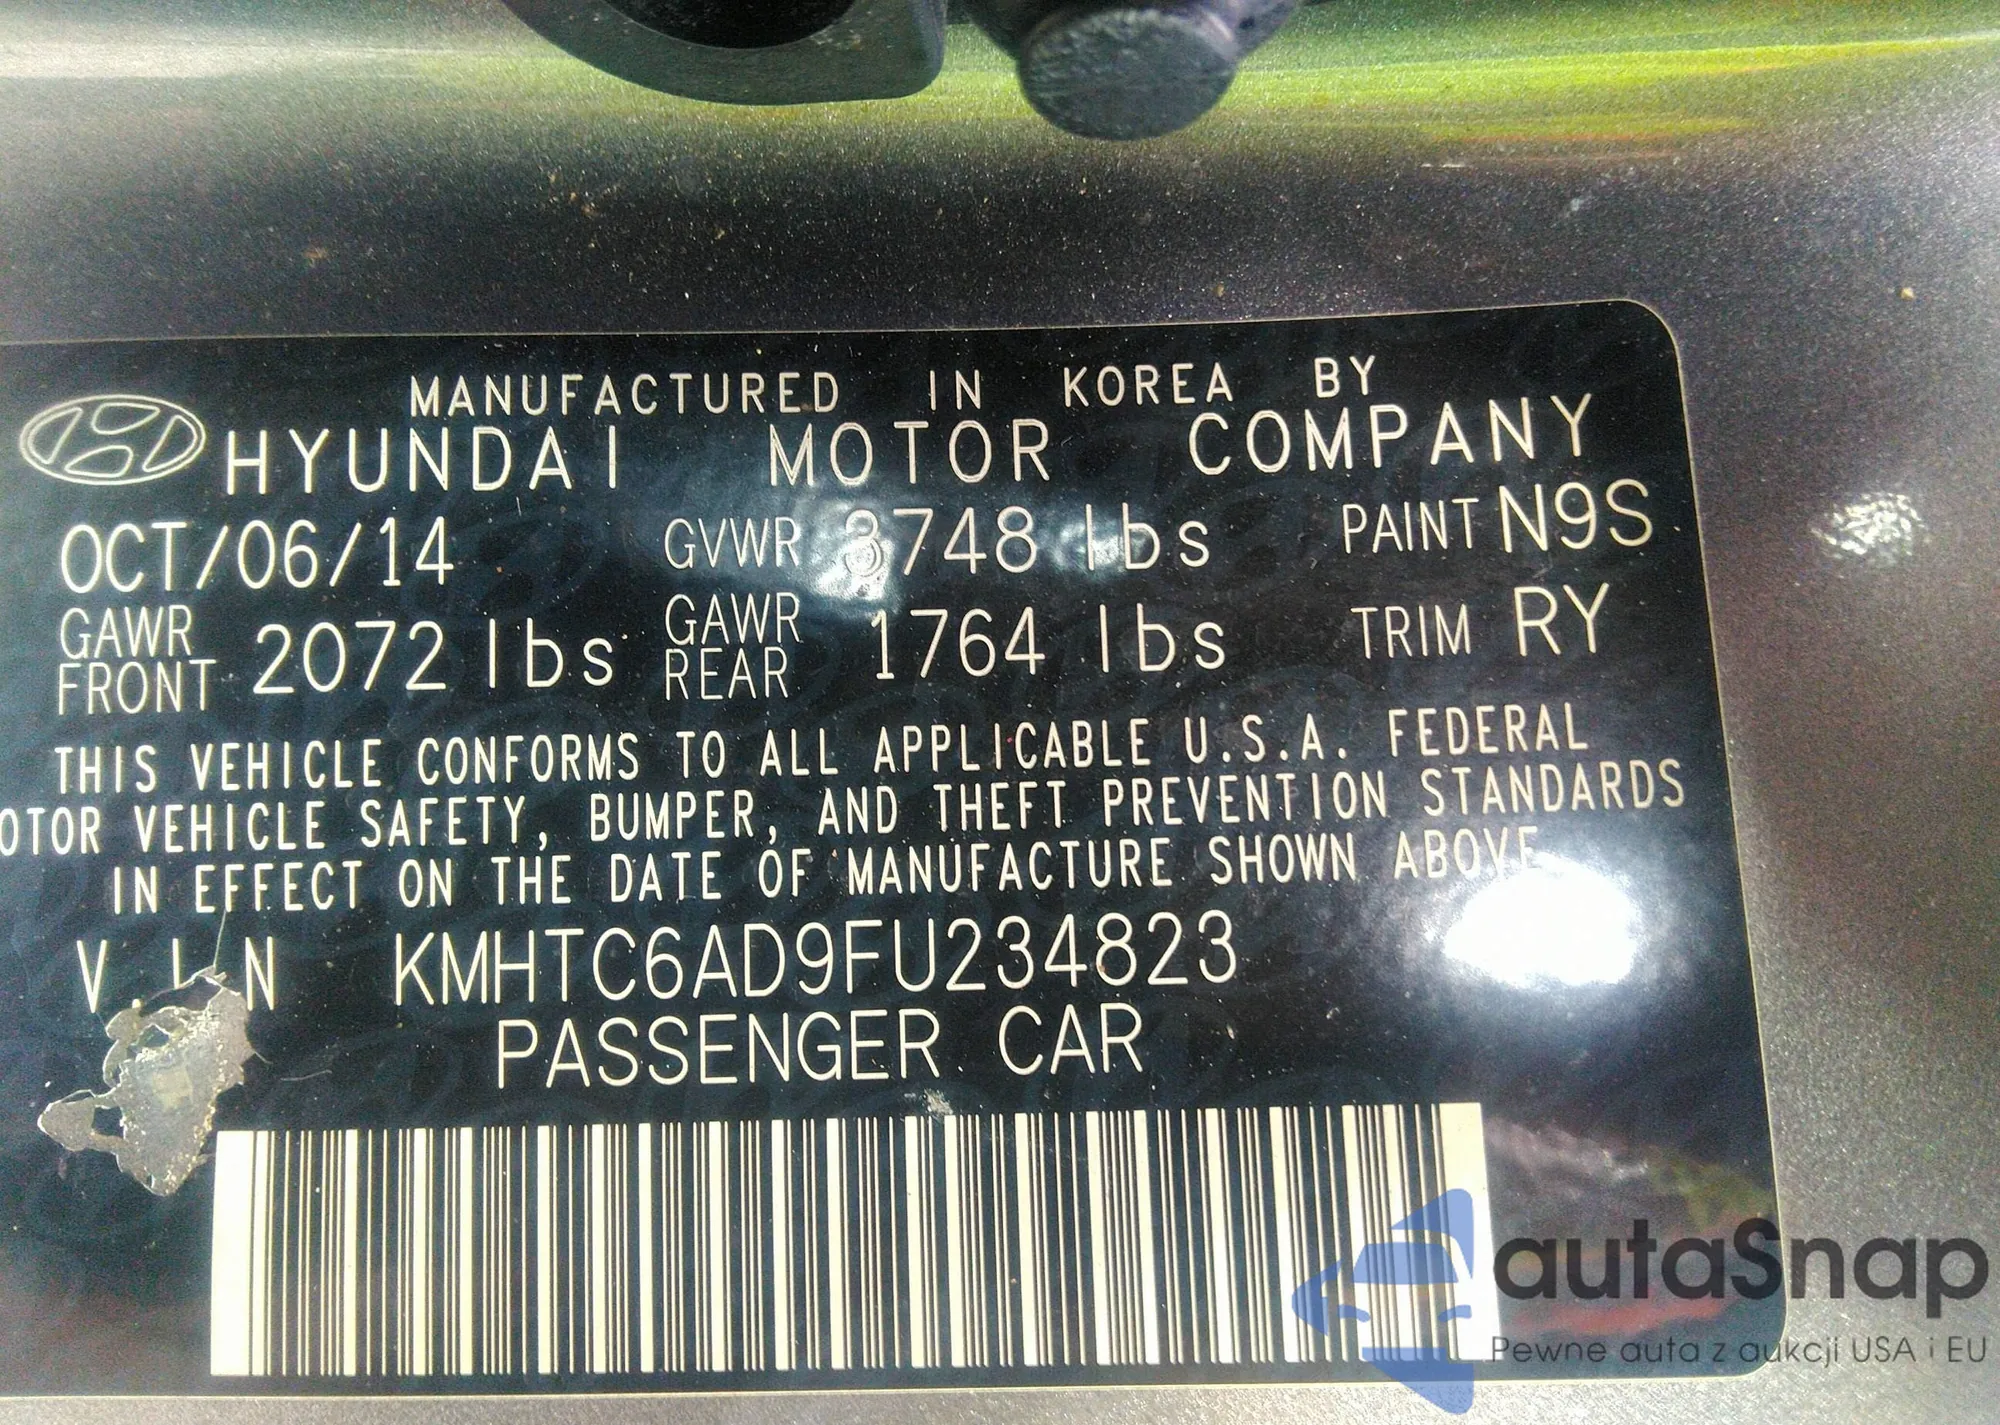 MANUFACTURED IN KOREA BY
HYUNDAI MOTOR COMPANY
OCT/06/14 GVWR 3748 lbs PAINT N9S
GAWR FRONT 2072 lbs GAWR REAR 1764 lbs TRIM RY
THIS VEHICLE CONFORMS TO ALL APPLICABLE U.S.A. FEDERAL
OTOR VEHICLE SAFETY, BUMPER, AND THEFT PREVENTION STANDARDS
IN EFFECT ON THE DATE OF MANUFACTURE SHOWN ABOVE
V.I.N KMHTC6AD9FU234823
PASSENGER CAR
autaSnap
Pewne auta z aukcji USA i EU